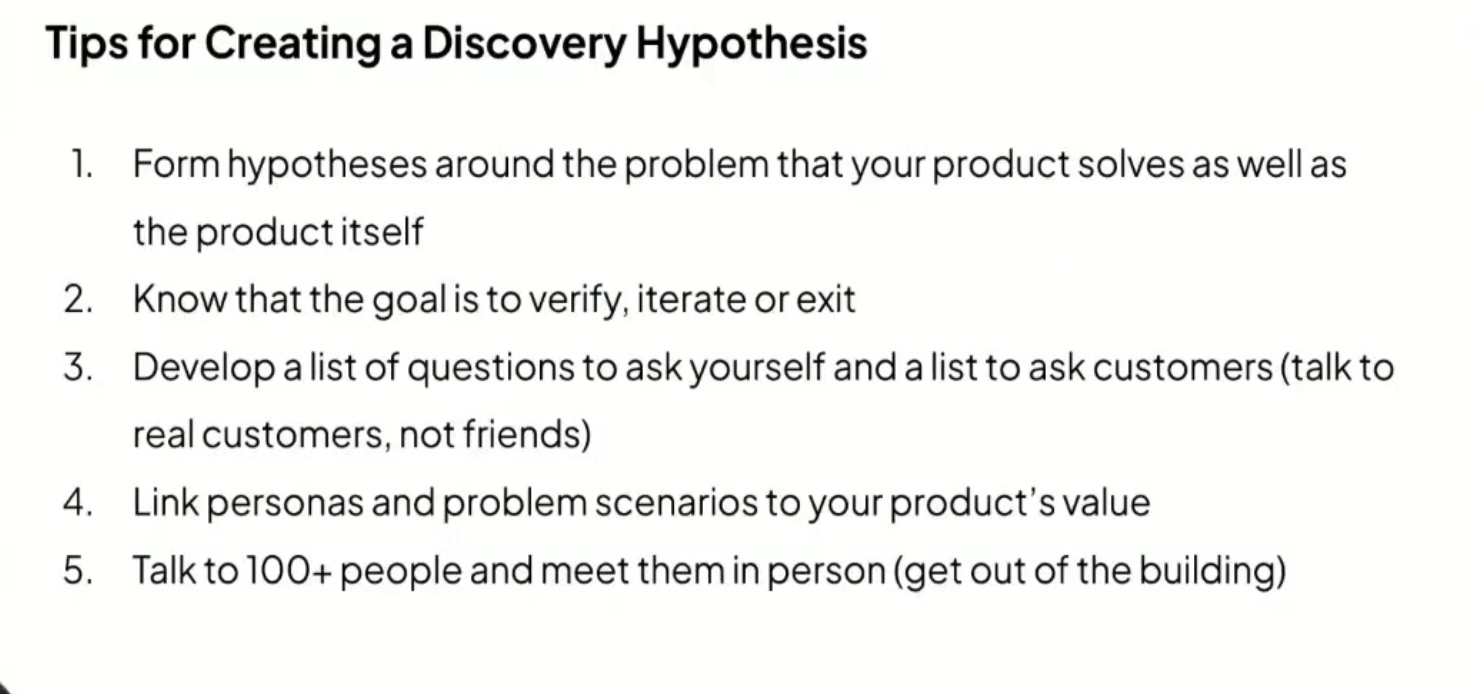 Tips for Creating a Discovery Hypothesis
1. Form hypotheses around the problem that your product solves as well as
the product itself
2. Know that the goal is to verify, iterate or exit
3. Develop a list of questions to ask yourself and a list to ask customers (talk to
real customers, not friends)
4. Link personas and problem scenarios to your product's value
5. Talk to 100+ people and meet them in person (get out of the building)